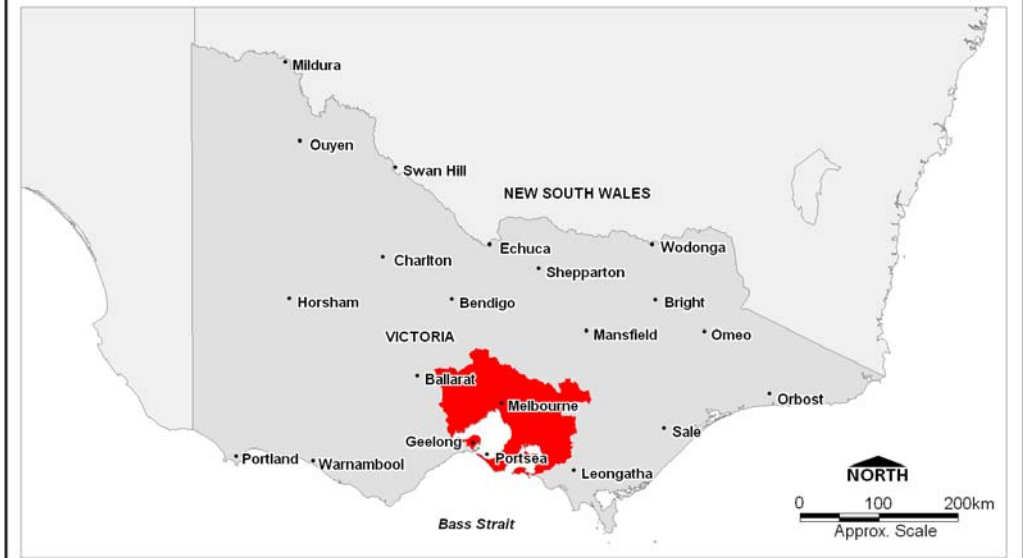 Mildura
Ouyen
Swan Hill
NEW SOUTH WALES
Echuca
Wodonga
Charlton
Shepparton
Horsham
Bendigo
Bright
VICTORIA
Mansfield
Omeo
Ballarat
Melbourne
Orbost
Geelong
Sale
Portland
Warnambool
Portsea
Leongatha
NORTH
0 100 200km
Approx. Scale
Bass Strait